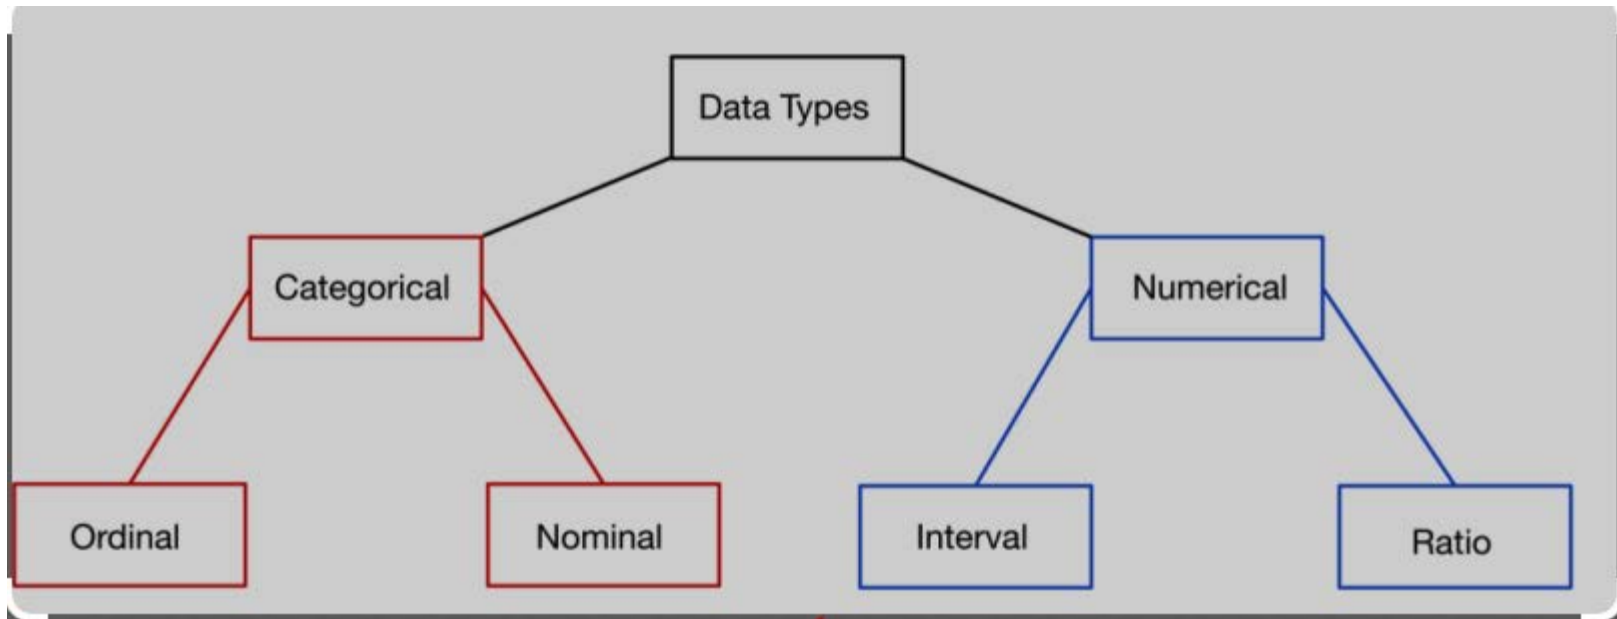 Data Types
Categorical
Numerical
Ordinal
Nominal
Interval
Ratio